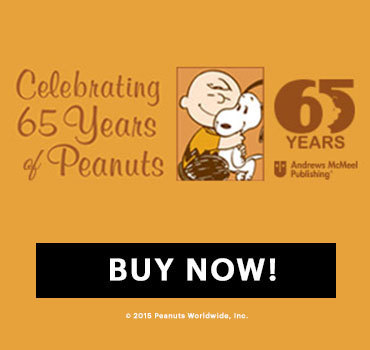 Celebrating
65 Years
of Peanuts
65
YEARS
Andrews McMeel
Publishing®
BUY NOW!
© 2015 Peanuts Worldwide, Inc.